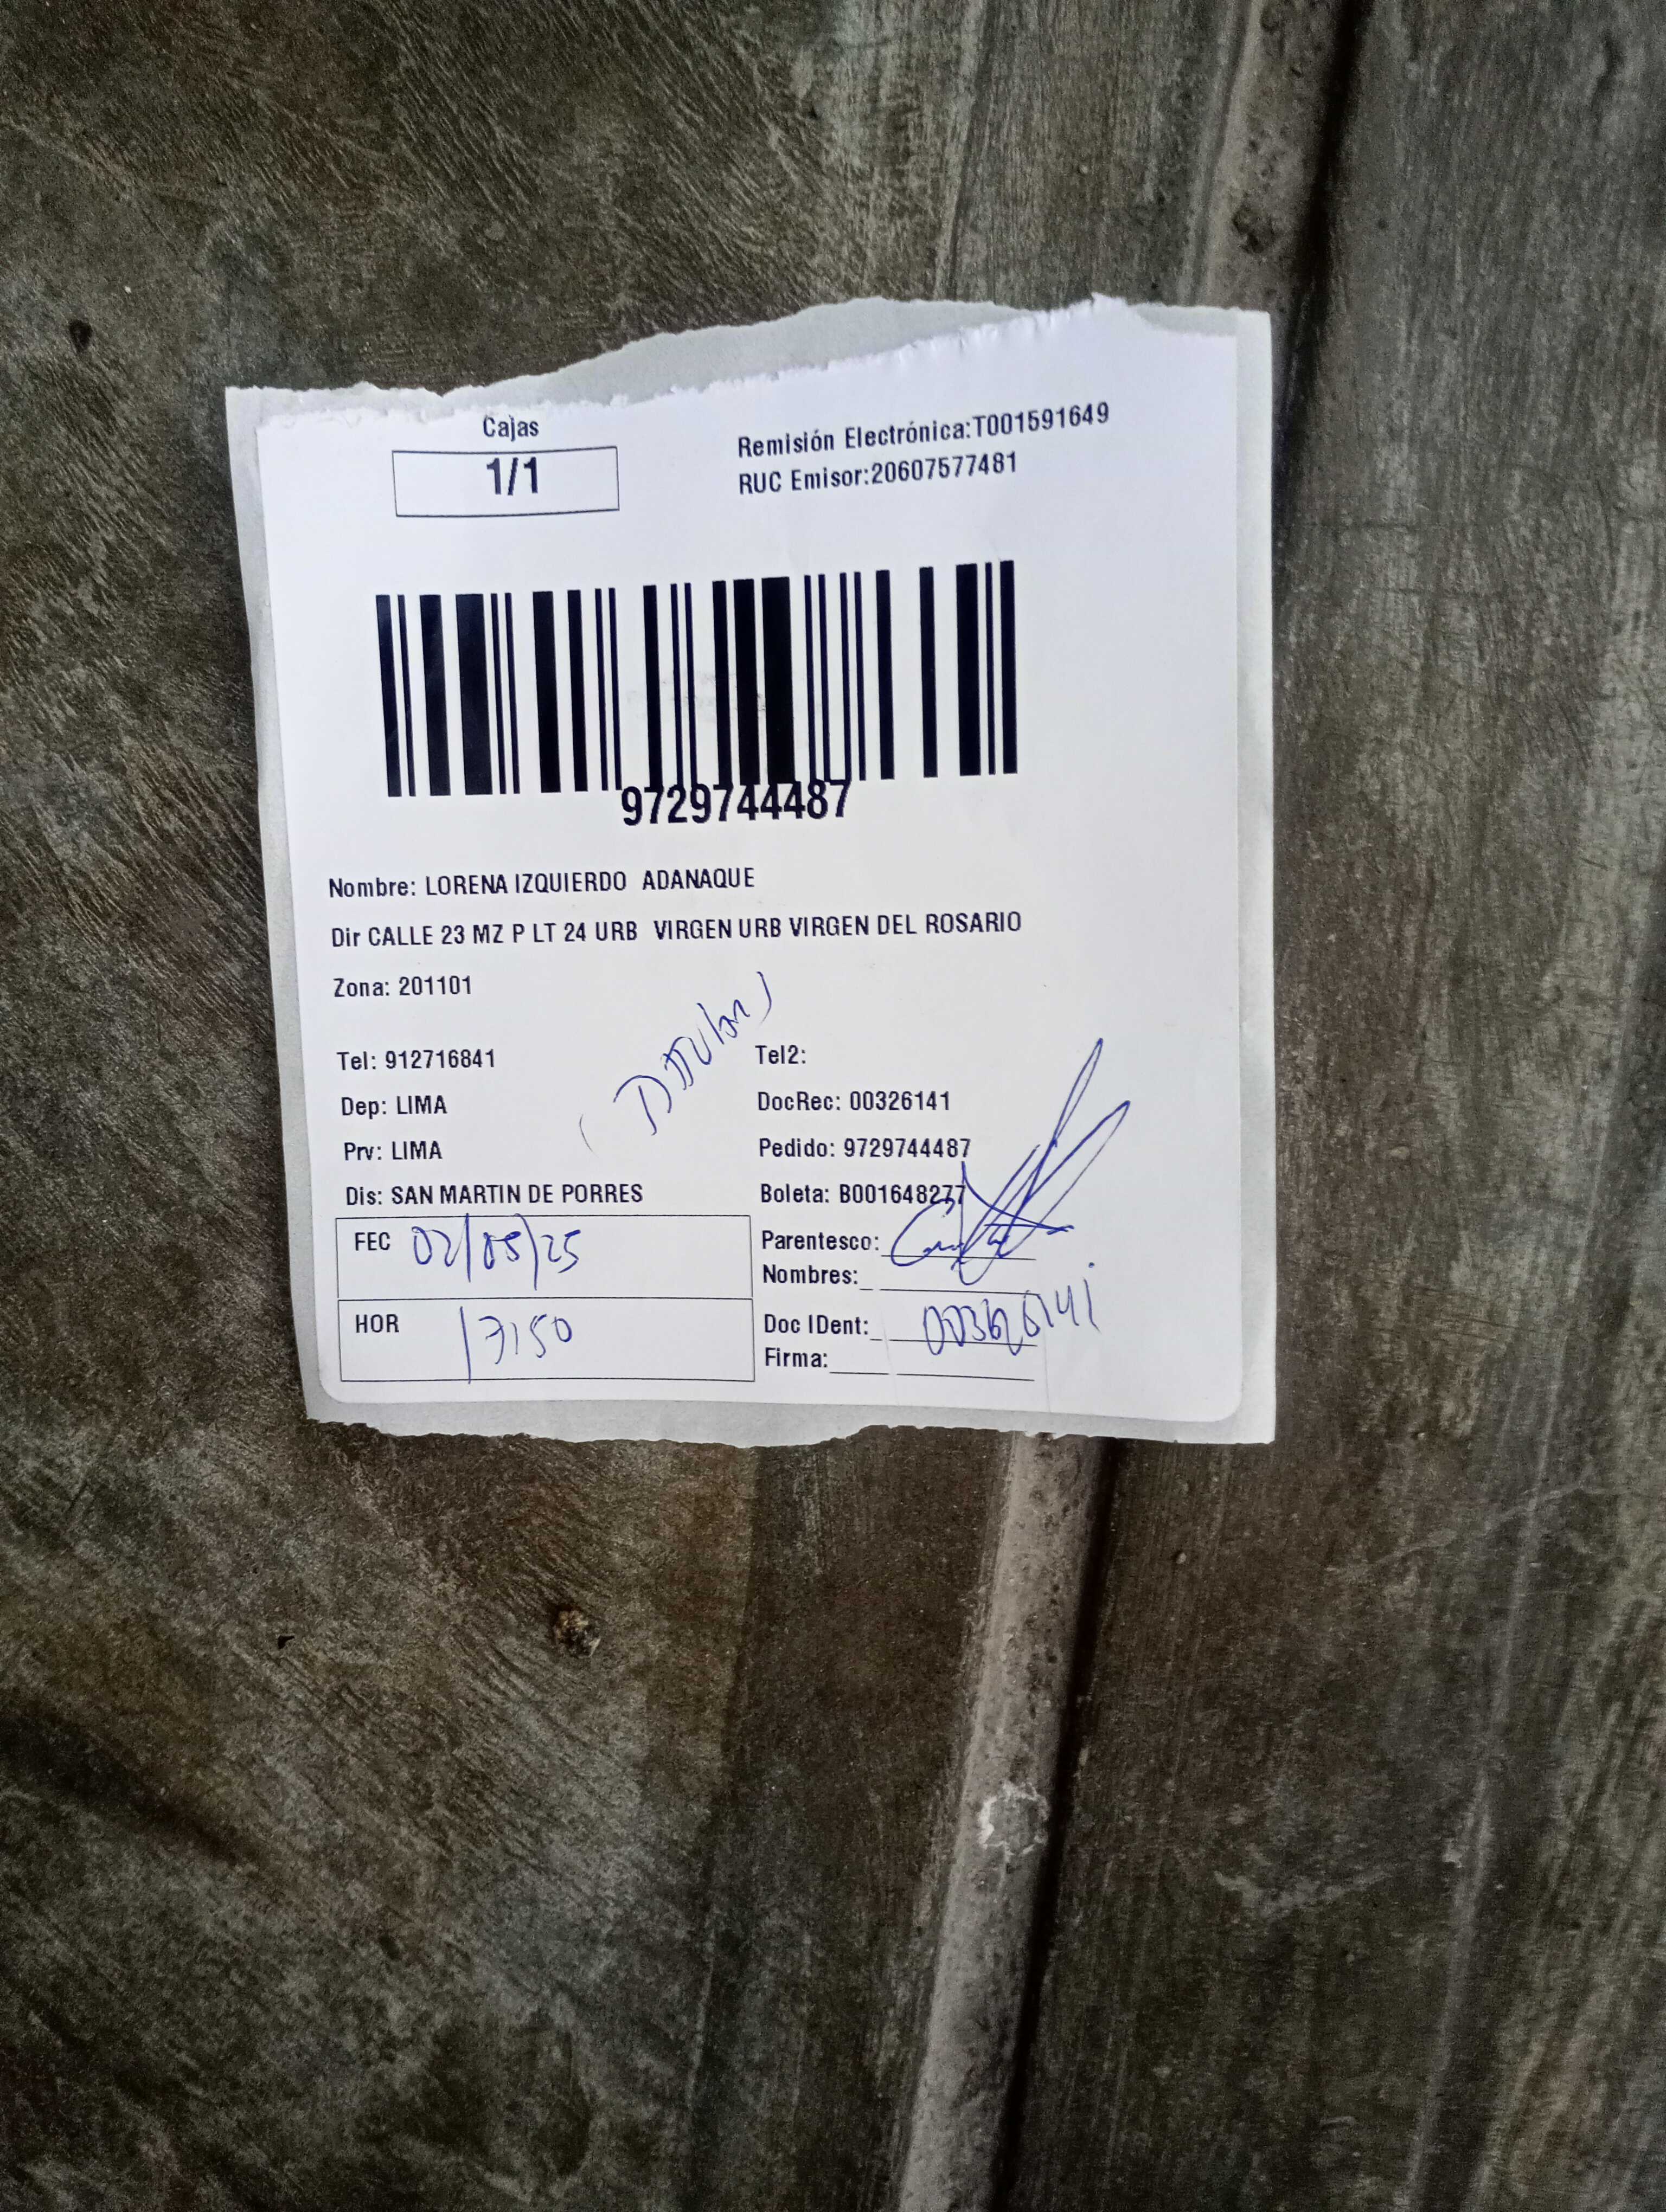 Cajas
1/1
Remisión Electrónica:T001591649
RUC Emisor:20607577481
9729744487
Nombre: LORENA IZQUIERDO ADANAQUE
Dir CALLE 23 MZ P LT 24 URB VIRGEN URB VIRGEN DEL ROSARIO
Zona: 201101
(Titular)
Tel: 912716841
Tel2:
Dep: LIMA
DocRec: 00326141
Prv: LIMA
Pedido: 9729744487
Dis: SAN MARTIN DE PORRES
Boleta: B001648277
FEC 02/05/25
Parentesco:
Nombres:
HOR 17:50
Doc IDent: 00326141
Firma: